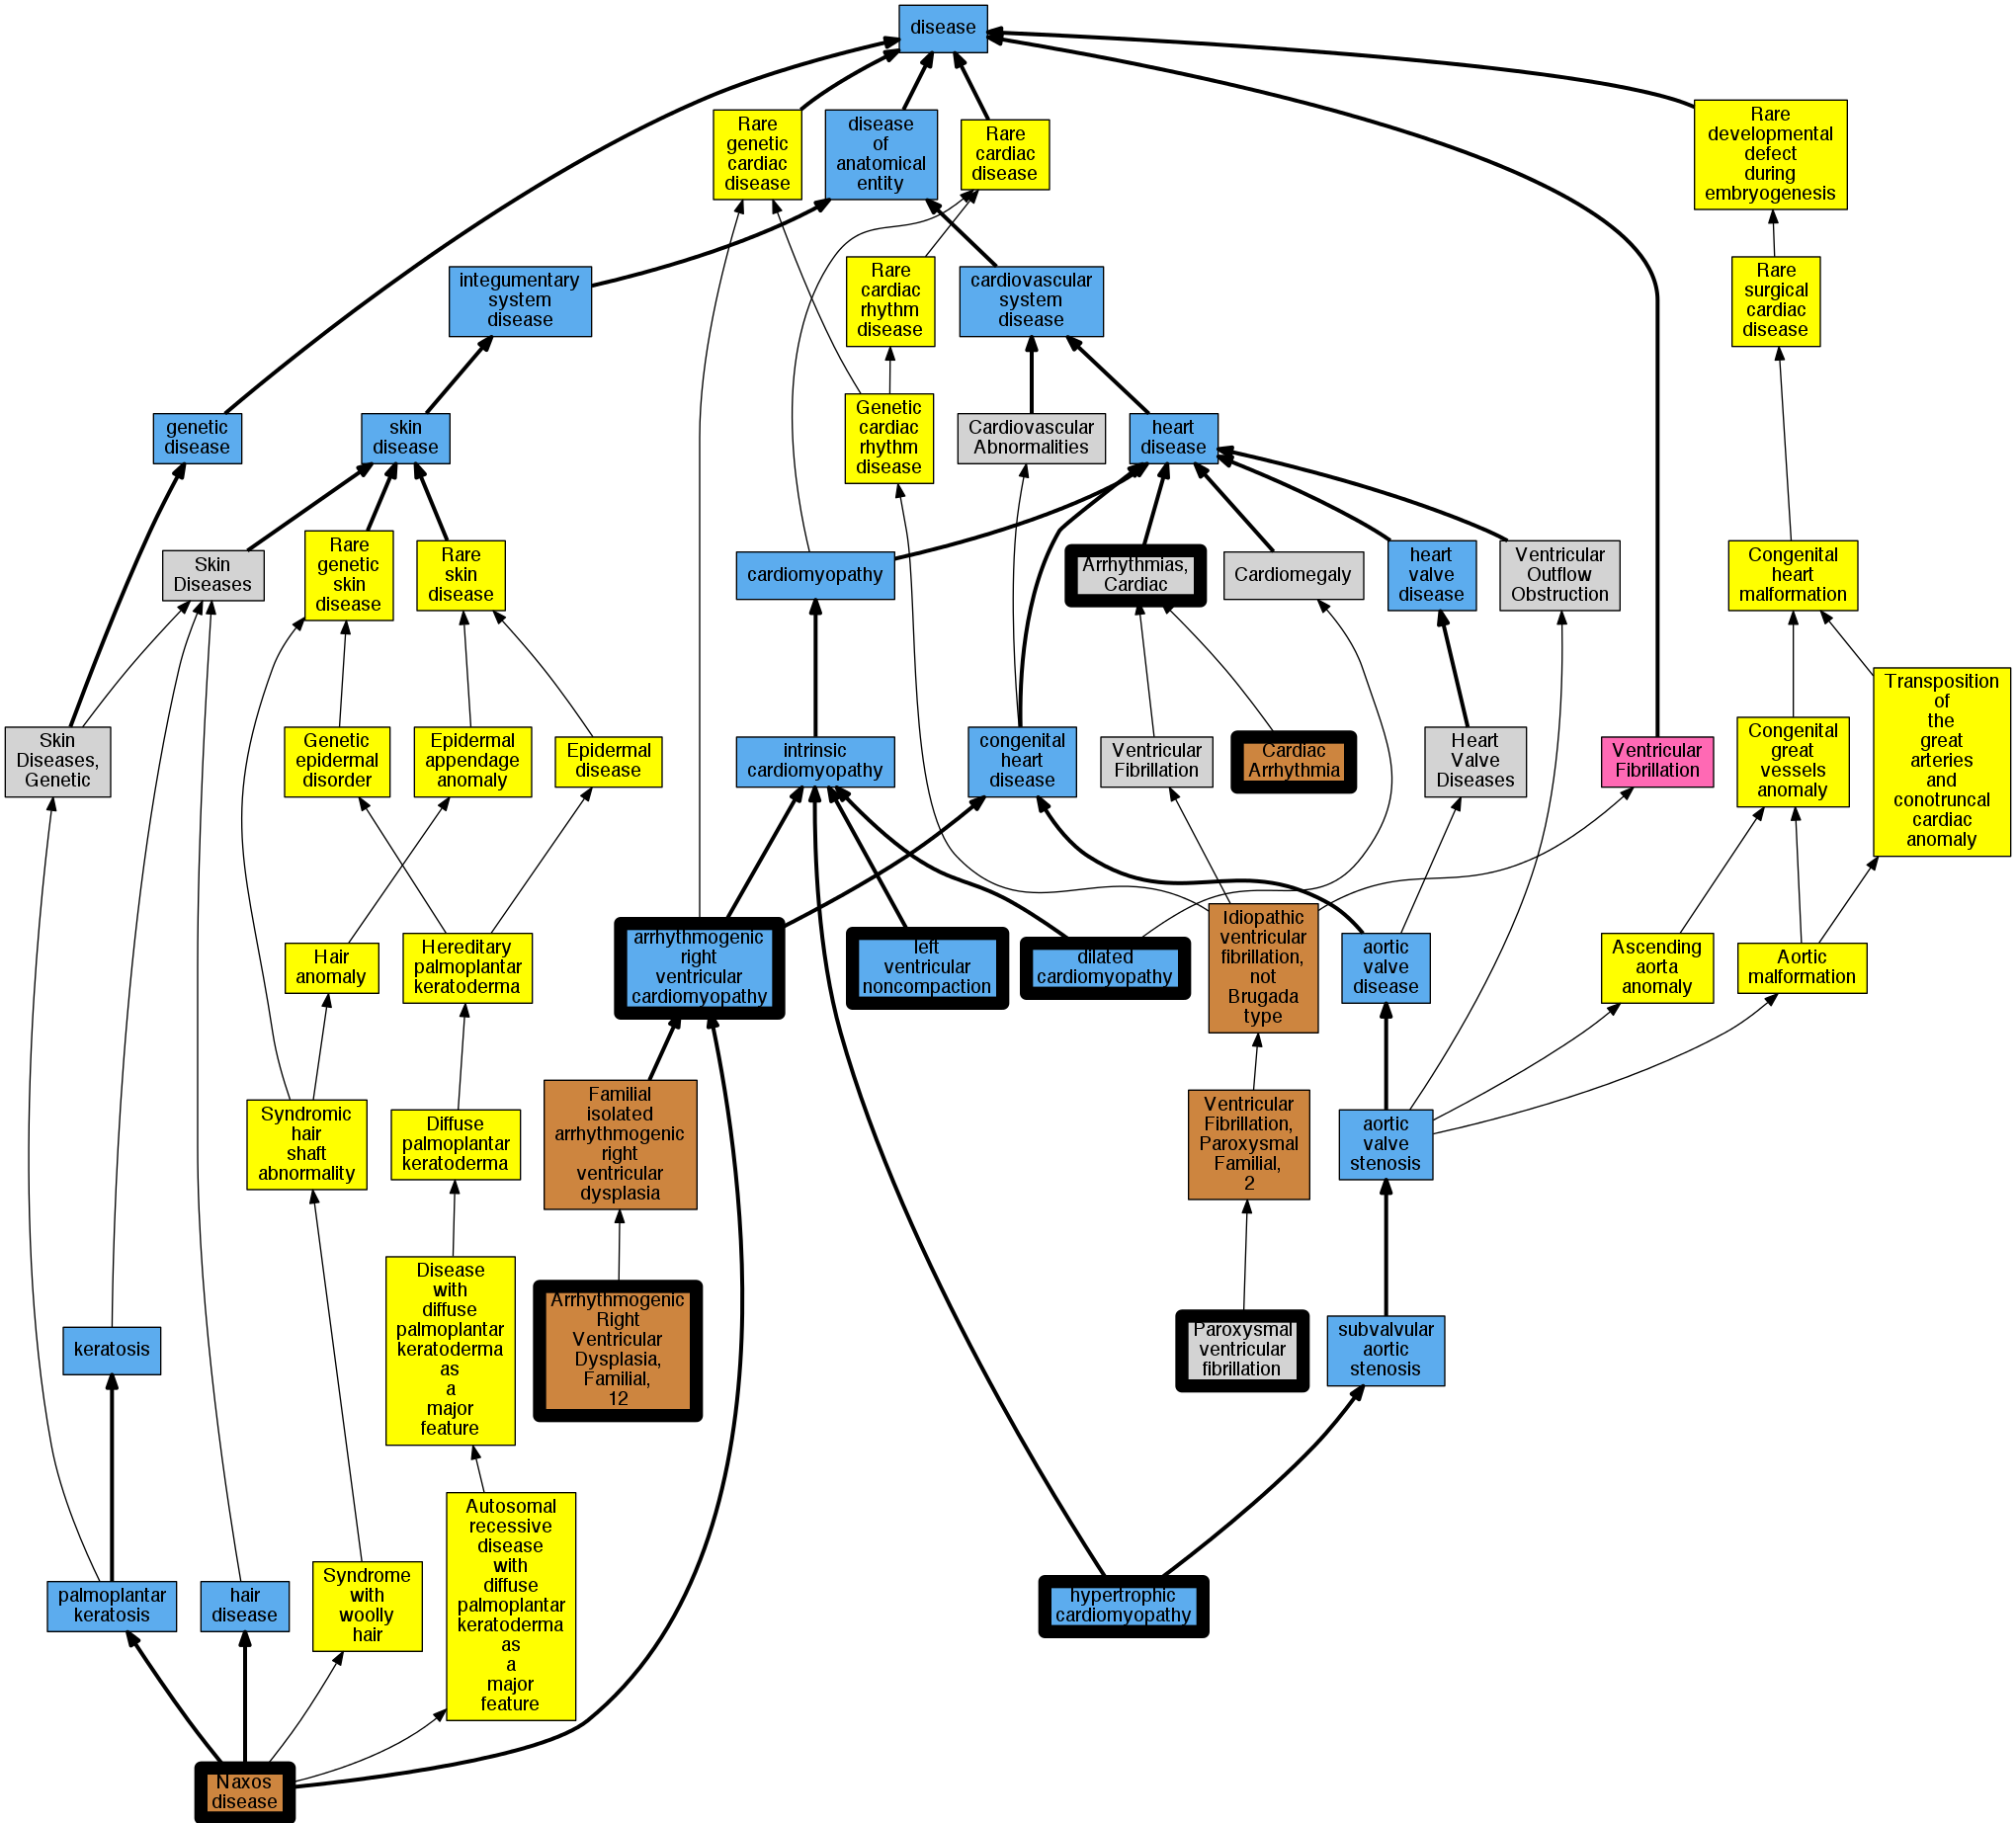 disease
Rare
genetic
cardiac
disease
disease
of
anatomical
entity
Rare
cardiac
disease
Rare
developmental
defect
during
embryogenesis
integumentary
system
disease
Rare
cardiac
rhythm
disease
cardiovascular
system
disease
Rare
surgical
cardiac
disease
genetic
disease
skin
disease
Genetic
cardiac
rhythm
disease
Cardiovascular
Abnormalities
heart
disease
Skin
Diseases
Rare
genetic
skin
disease
Rare
skin
disease
cardiomyopathy
Arrhythmias,
Cardiac
Cardiomegaly
heart
valve
disease
Ventricular
Outflow
Obstruction
Congenital
heart
malformation
Skin
Diseases,
Genetic
Genetic
epidermal
disorder
Epidermal
appendage
anomaly
Epidermal
disease
intrinsic
cardiomyopathy
congenital
heart
disease
Ventricular
Fibrillation
Cardiac
Arrhythmia
Heart
Valve
Diseases
Ventricular
Fibrillation
Congenital
great
vessels
anomaly
Transposition
of
the
great
arteries
and
conotruncal
cardiac
anomaly
Hair
anomaly
Hereditary
palmoplantar
keratoderma
arrhythmogenic
right
ventricular
cardiomyopathy
left
ventricular
noncompaction
dilated
cardiomyopathy
Idiopathic
ventricular
fibrillation,
not
Brugada
type
aortic
valve
disease
Ascending
aorta
anomaly
Aortic
malformation
Syndromic
hair
shaft
abnormality
Diffuse
palmoplantar
keratoderma
Familial
isolated
arrhythmogenic
right
ventricular
dysplasia
Ventricular
Fibrillation,
Paroxysmal
Familial,
2
aortic
valve
stenosis
keratosis
Disease
with
diffuse
palmoplantar
keratoderma
as
a
major
feature
Arrhythmogenic
Right
Ventricular
Dysplasia,
Familial,
12
Paroxysmal
ventricular
fibrillation
subvalvular
aortic
stenosis
palmoplantar
keratosis
hair
disease
Syndrome
with
woolly
hair
Autosomal
recessive
disease
with
diffuse
palmoplantar
keratoderma
as
a
major
feature
hypertrophic
cardiomyopathy
Naxos
disease